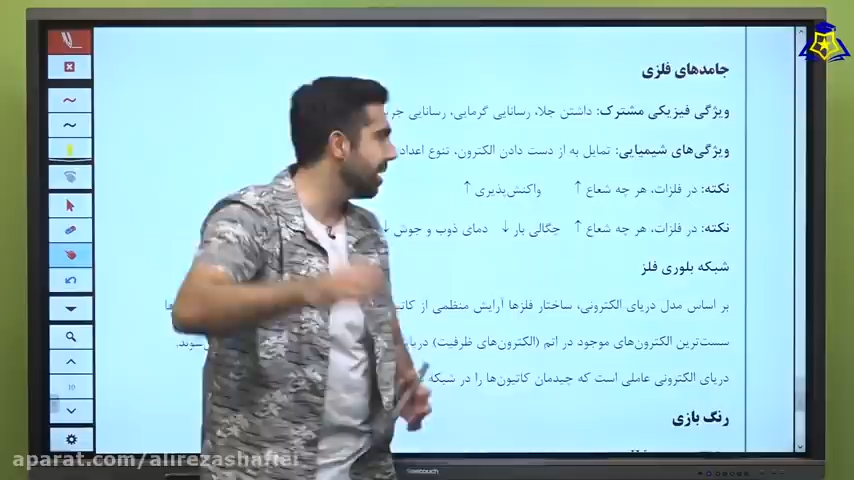 جامدهای فلزی
ویژگی فیزیکی مشترک: داشتن جلا، رسانایی گرمایی، رسانایی
ویژگی‌های شیمیایی: تمایل به از دست دادن الکترون، تنوع اعداد
نکته: در فلزات، هر چه شعاع ↑ واکنش‌پذیری ↑
نکته: در فلزات، هر چه شعاع ↑ چگالی بار ↓ دمای ذوب و جوش ↓
شبکه بلوری فلز
بر اساس مدل دریای الکترونی، ساختار فلزها آرایش منظمی از
سست‌ترین الکترون‌های موجود در اتم (الکترون‌های ظرفیت)
دریای الکترونی عاملی است که چیدمان کاتیون‌ها را در شبکه
رنگ بازی
aparat.com/alirezashafiei